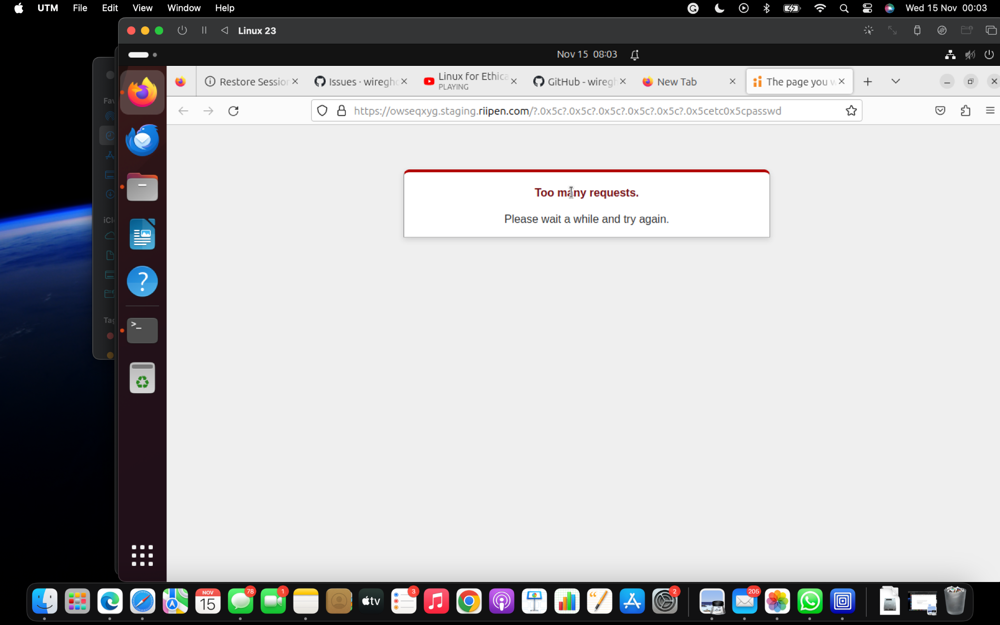 UTM File Edit View Window Help
Wed 15 Nov 00:03
Linux 23
Nov 15 08:03
Restore Session
Issues · wiregho
Linux for Ethica
PLAYING
GitHub - wiregh
New Tab
The page you w
https://owseqxyg.staging.riipen.com/?.0x5c?.0x5c?.0x5c?.0x5c?.0x5c?.0x5cetc0x5cpasswd
Fav
iCl
Tag
Too many requests.
Please wait a while and try again.
>_
?
NOV
15
78
1
tv
3
2
205